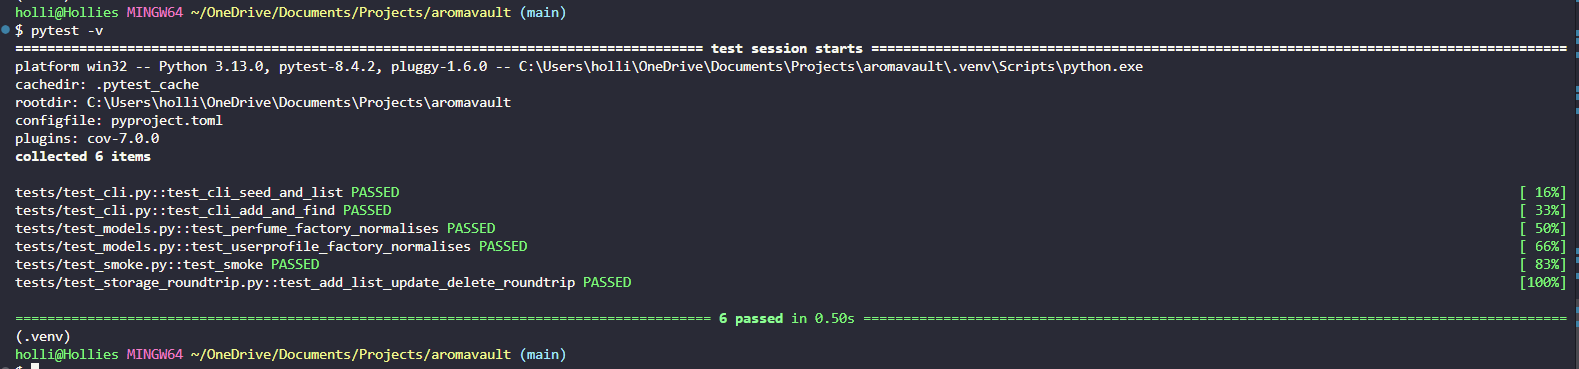 holli@Hollies MINGW64 ~/OneDrive/Documents/Projects/aromavault (main)
$ pytest -v
===================================================================================== test session starts =====================================================================================
platform win32 -- Python 3.13.0, pytest-8.4.2, pluggy-1.6.0 -- C:\Users\holli\OneDrive\Documents\Projects\aromavault\.venv\Scripts\python.exe
cachedir: .pytest_cache
rootdir: C:\Users\holli\OneDrive\Documents\Projects\aromavault
configfile: pyproject.toml
plugins: cov-7.0.0
collected 6 items
tests/test_cli.py::test_cli_seed_and_list PASSED [ 16%]
tests/test_cli.py::test_cli_add_and_find PASSED [ 33%]
tests/test_models.py::test_perfume_factory_normalises PASSED [ 50%]
tests/test_models.py::test_userprofile_factory_normalises PASSED [ 66%]
tests/test_smoke.py::test_smoke PASSED [ 83%]
tests/test_storage_roundtrip.py::test_add_list_update_delete_roundtrip PASSED [100%]
====================================================================================== 6 passed in 0.50s ======================================================================================
(.venv)
holli@Hollies MINGW64 ~/OneDrive/Documents/Projects/aromavault (main)
$